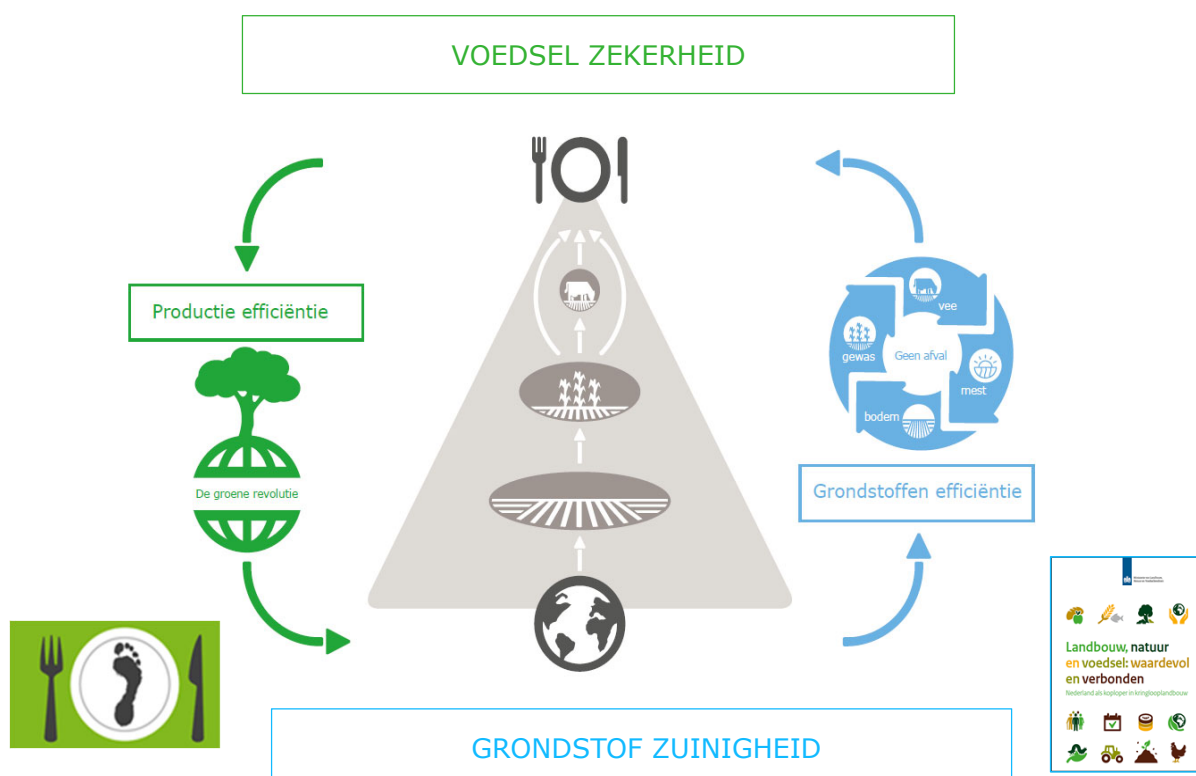 VOEDSEL ZEKERHEID
Productie efficiëntie
De groene revolutie
vee
gewas
Geen afval
mest
bodem
Grondstoffen efficiëntie
Landbouw, natuur
en voedsel: waardevol
en verbonden
Nederland als koploper in kringlooplandbouw
GRONDSTOF ZUINIGHEID